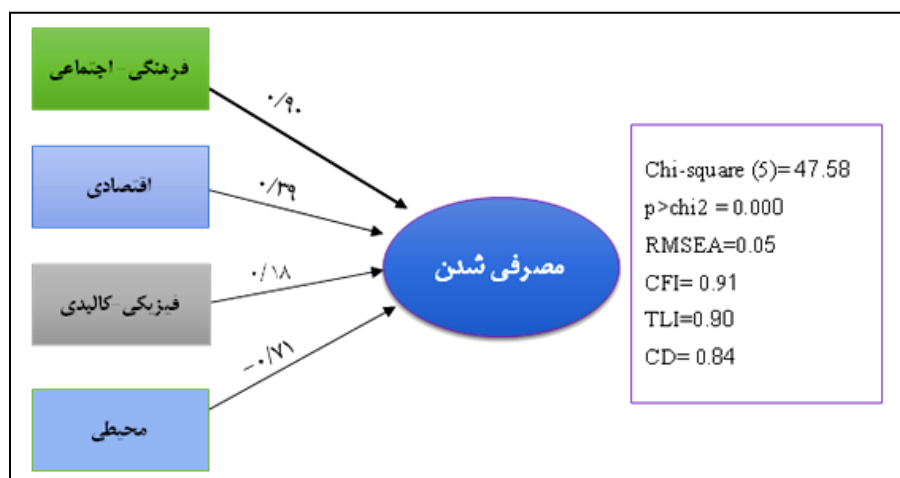 فرهنگی-اجتماعی
۰/۹۰
اقتصادی
۰/۳۹
فیزیکی-کالبدی
۰/۱۸
محیطی
-۰/۷۱
مصرفی شدن
Chi-square (5)= 47.58
p>chi2 = 0.000
RMSEA=0.05
CFI= 0.91
TLI=0.90
CD= 0.84